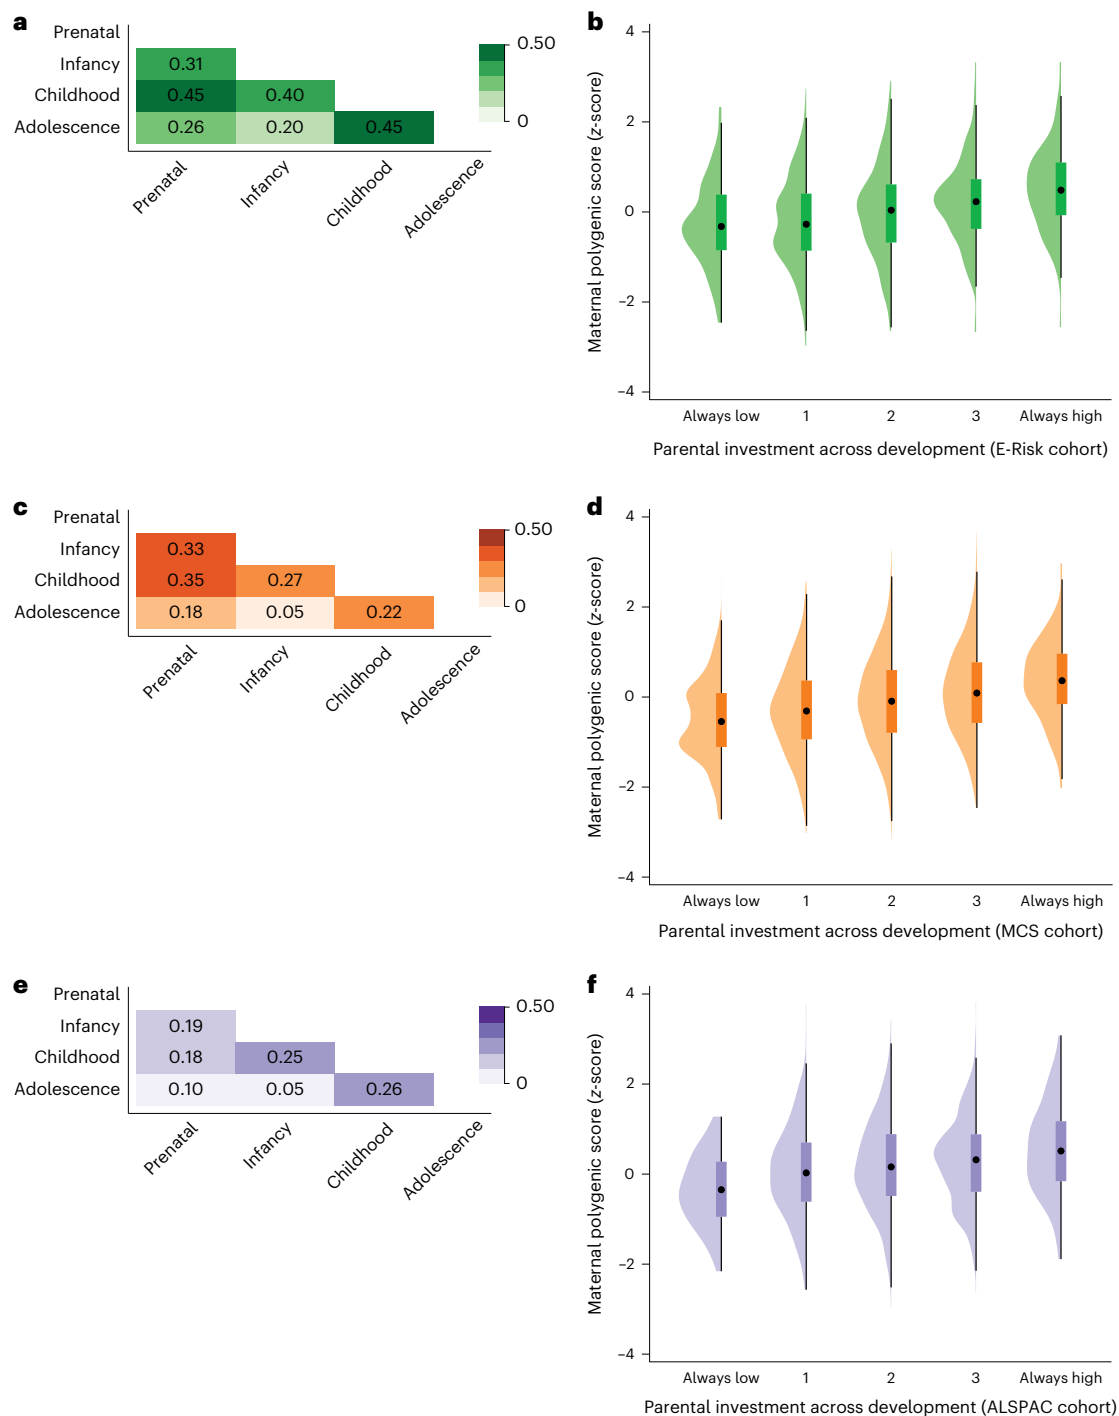 a
Prenatal
Infancy 0.31
Childhood 0.45 0.40
Adolescence 0.26 0.20 0.45
Prenatal Infancy Childhood Adolescence
0.50
0
b
Maternal polygenic score (z-score)
4
2
0
–2
–4
Always low 1 2 3 Always high
Parental investment across development (E-Risk cohort)
c
Prenatal
Infancy 0.33
Childhood 0.35 0.27
Adolescence 0.18 0.05 0.22
Prenatal Infancy Childhood Adolescence
0.50
0
d
Maternal polygenic score (z-score)
4
2
0
–2
–4
Always low 1 2 3 Always high
Parental investment across development (MCS cohort)
e
Prenatal
Infancy 0.19
Childhood 0.18 0.25
Adolescence 0.10 0.05 0.26
Prenatal Infancy Childhood Adolescence
0.50
0
f
Maternal polygenic score (z-score)
4
2
0
–2
–4
Always low 1 2 3 Always high
Parental investment across development (ALSPAC cohort)